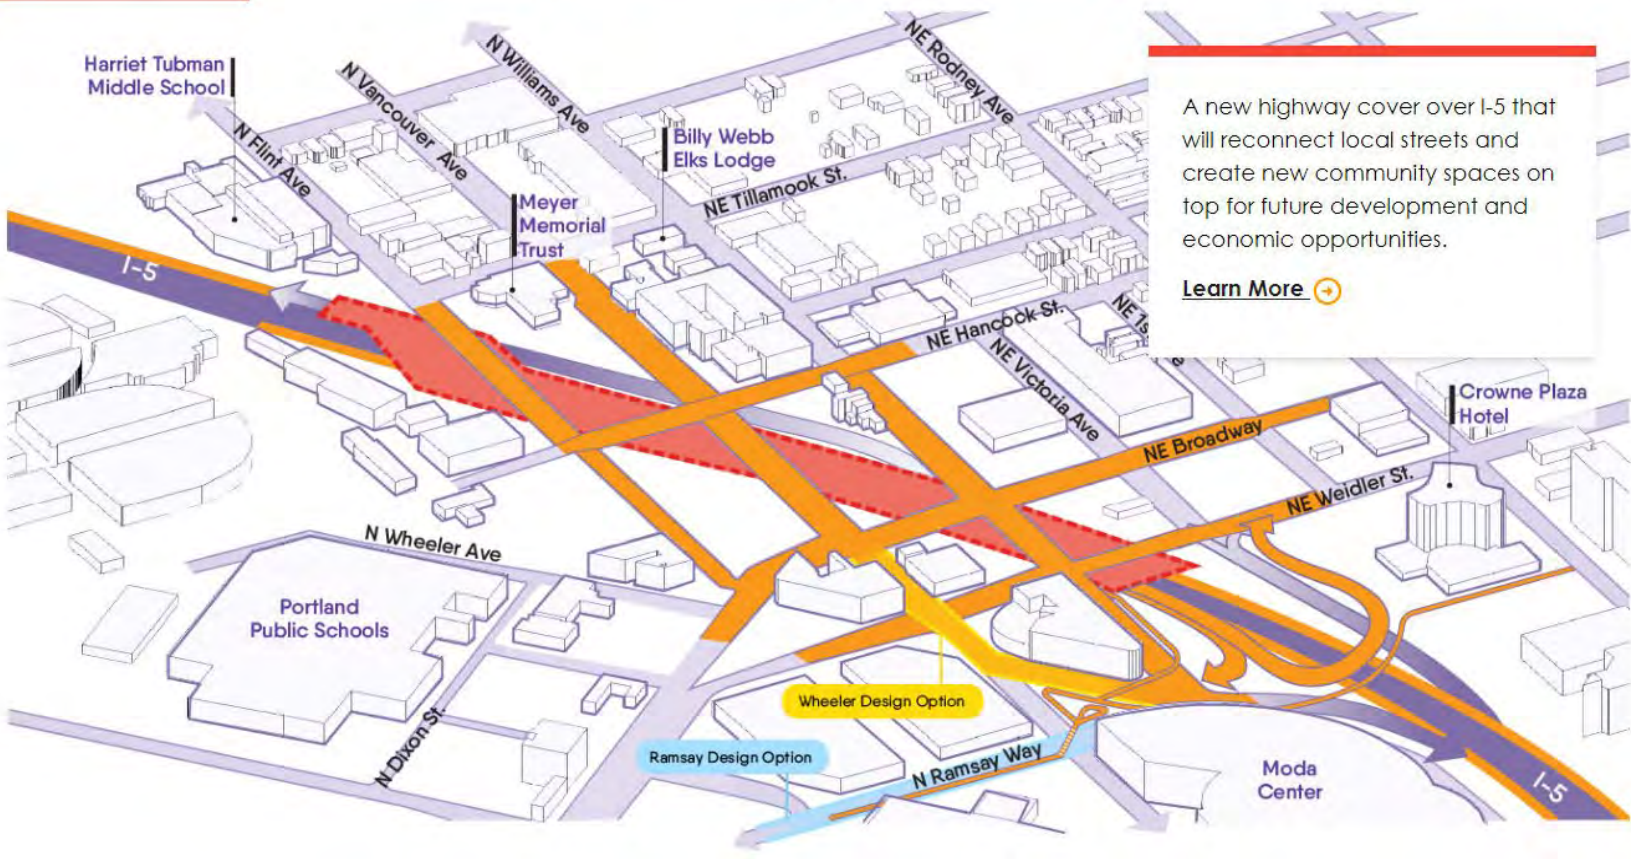 Harriet Tubman
Middle School
N Flint Ave
N Vancouver Ave
N Williams Ave
NE Rodney Ave
Billy Webb
Elks Lodge
NE Tillamook St.
Meyer
Memorial
Trust
I-5
A new highway cover over I-5 that
will reconnect local streets and
create new community spaces on
top for future development and
economic opportunities.
Learn More
NE Hancock St.
NE Victoria Ave
Crowne Plaza
Hotel
NE Broadway
NE Weidler St.
N Wheeler Ave
Portland
Public Schools
N Dixon St.
Wheeler Design Option
Ramsay Design Option
N Ramsay Way
Moda
Center
I-5